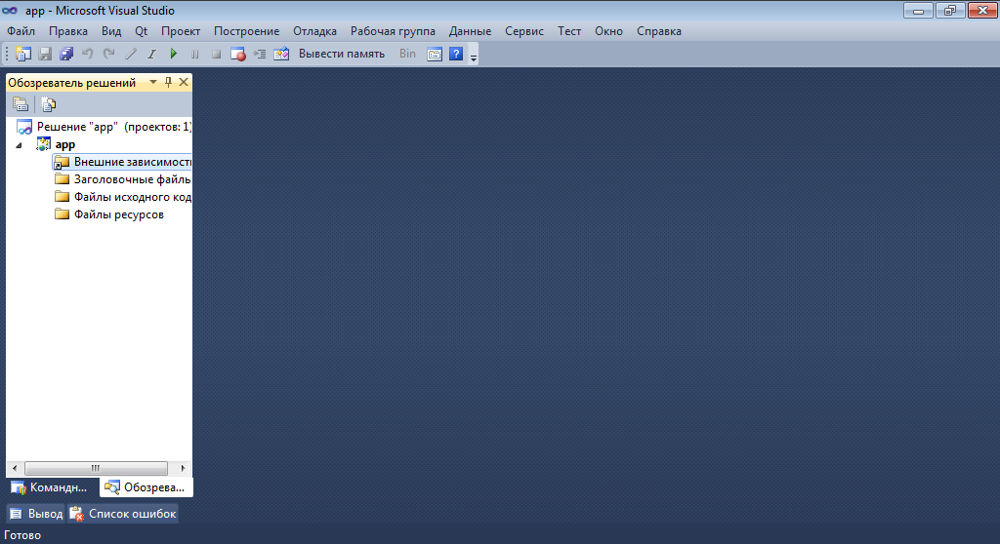 app - Microsoft Visual Studio
Файл Правка Вид Qt Проект Построение Отладка Рабочая группа Данные Сервис Тест Окно Справка
Вывести память Bin
Обозреватель решений
Решение "app" (проектов: 1)
app
Внешние зависимости
Заголовочные файлы
Файлы исходного код
Файлы ресурсов
Командн... Обозрева...
Вывод Список ошибок
Готово